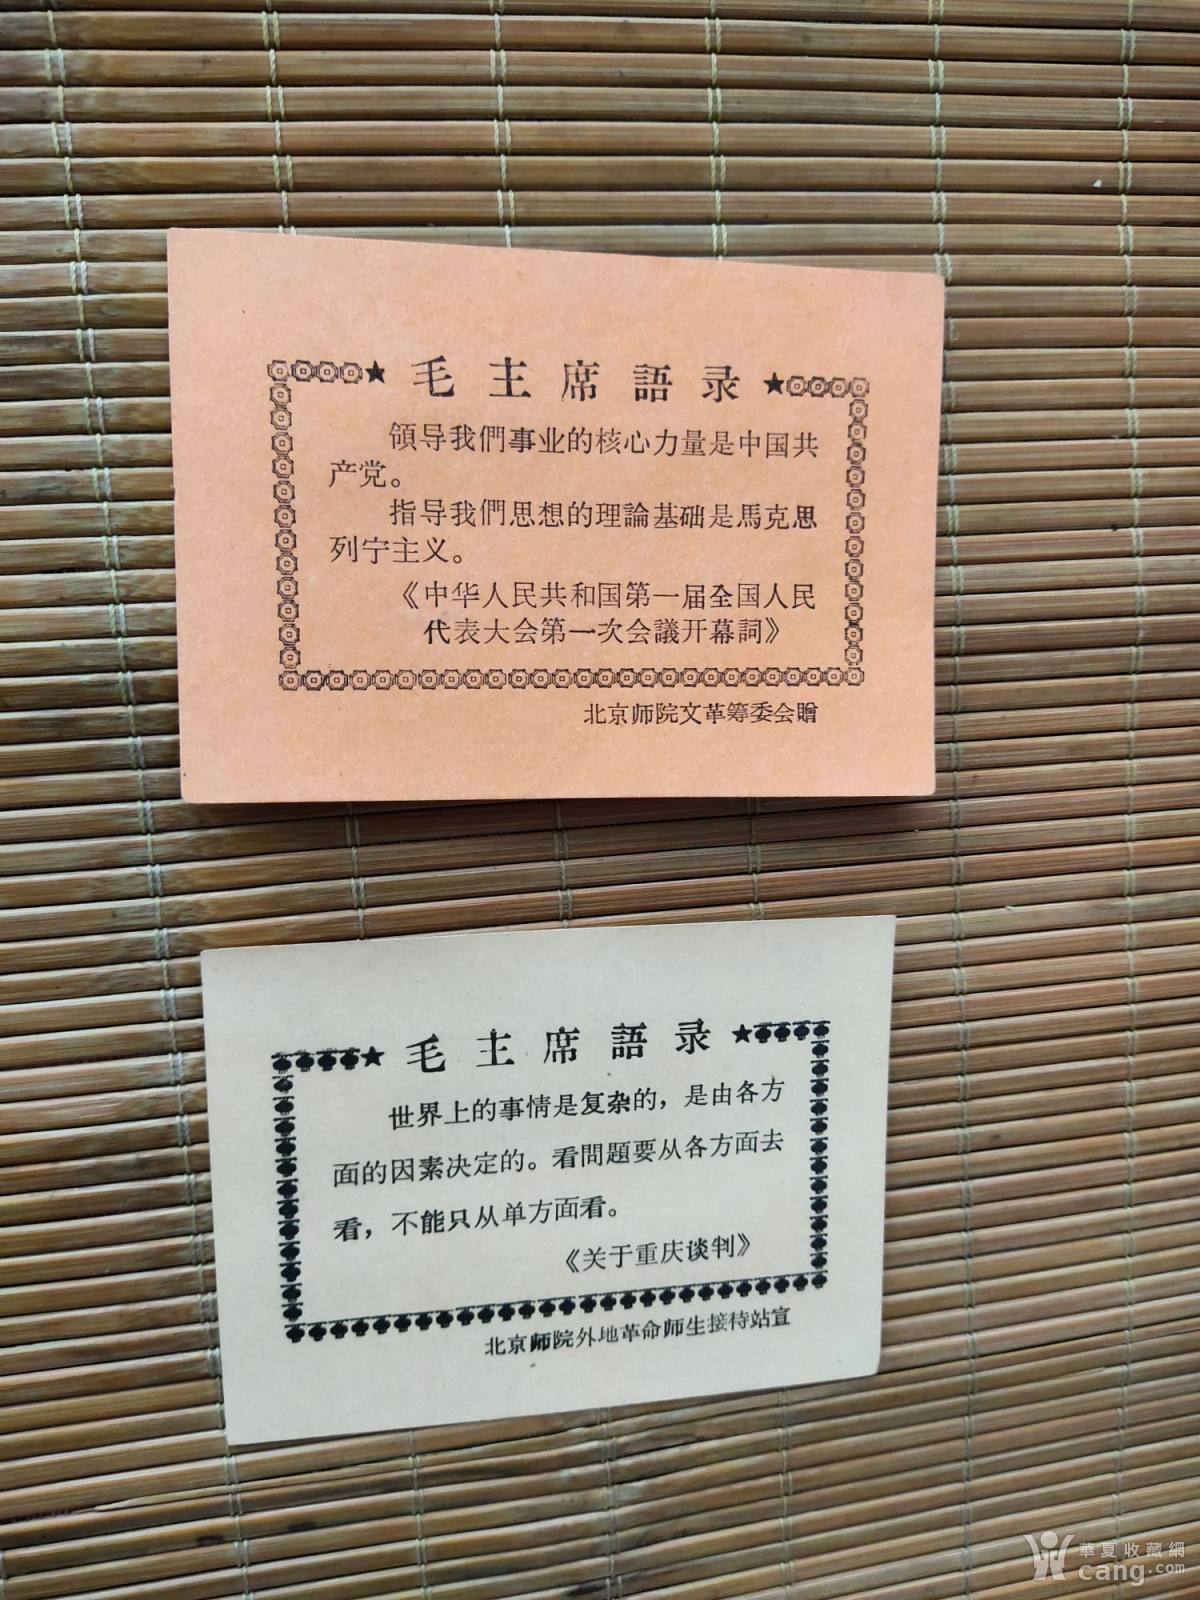 ★毛主席語录★
領导我們事业的核心力量是中国共
产党。
指导我們思想的理論基础是馬克思
列宁主义。
《中华人民共和国第一届全国人民
代表大会第一次会議开幕詞》
北京师院文革筹委会贈
★毛主席語录★
世界上的事情是复杂的，是由各方
面的因素决定的。看問題要从各方面去
看，不能只从单方面看。
《关于重庆谈判》
北京师院外地革命师生接待站宣
華夏收藏網
cang.com